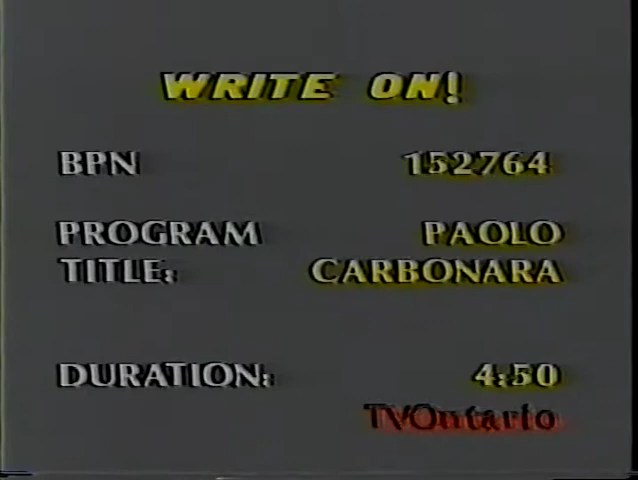 WRITE ON!
BPN 152764
PROGRAM PAOLO
TITLE: CARBONARA
DURATION: 4:50
TVOntario